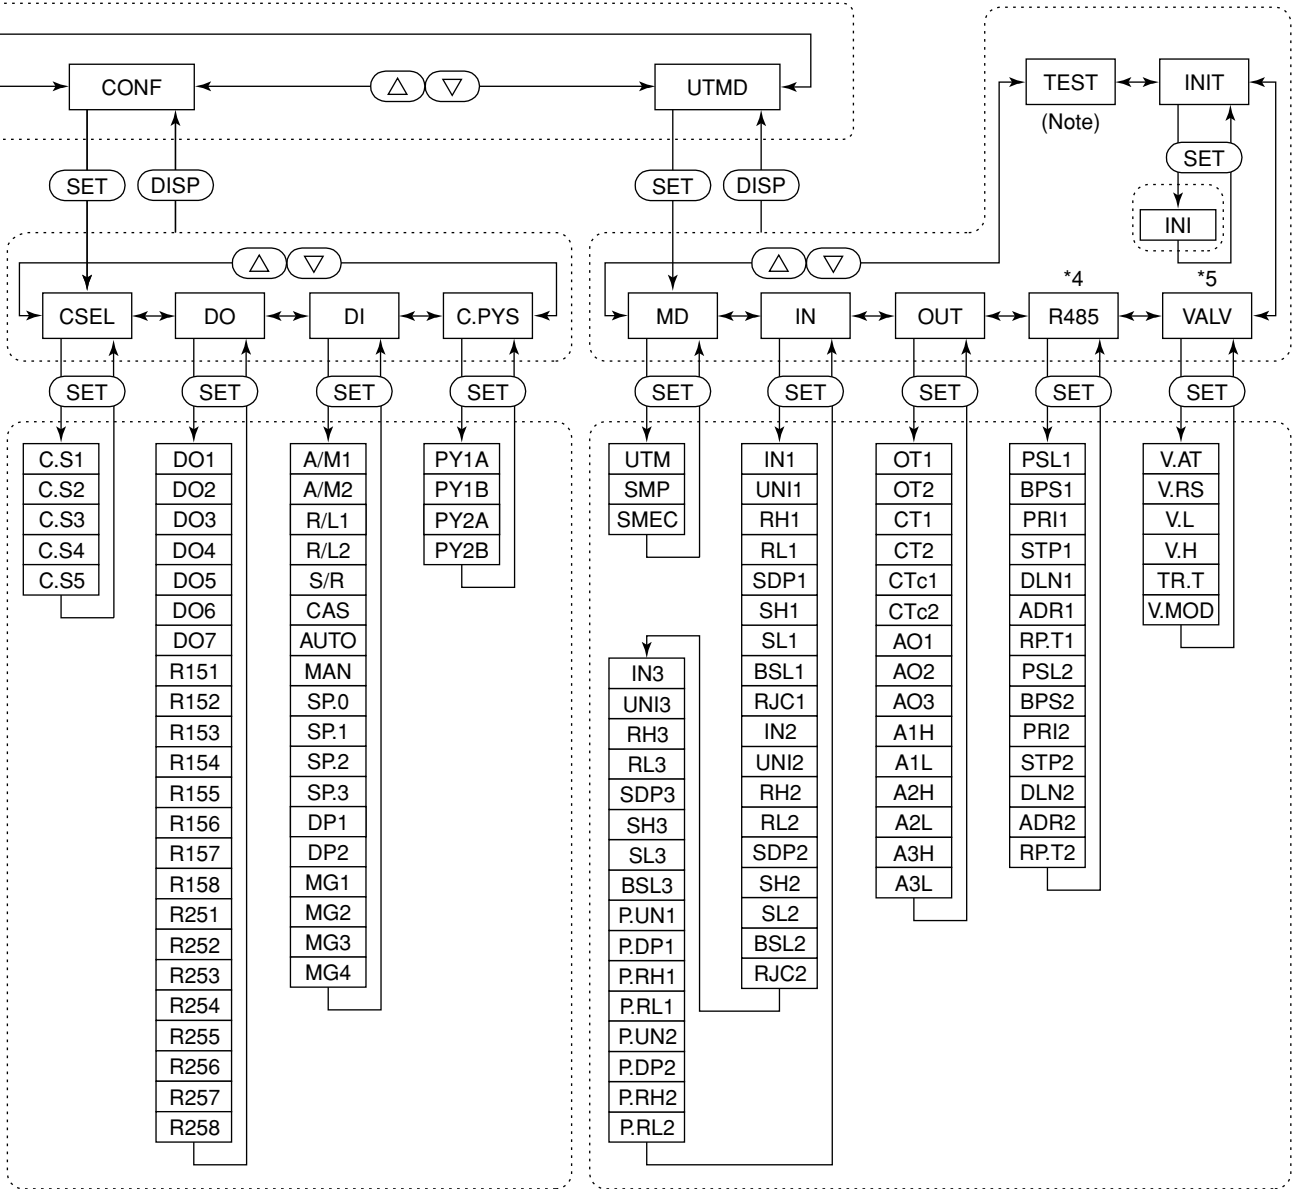 CONF
UTMD
TEST
INIT
(Note)
SET
DISP
SET
DISP
SET
INI
*4
*5
CSEL
DO
DI
C.PYS
MD
IN
OUT
R485
VALV
SET
SET
SET
SET
SET
SET
SET
SET
SET
C.S1
C.S2
C.S3
C.S4
C.S5
DO1
DO2
DO3
DO4
DO5
DO6
DO7
R151
R152
R153
R154
R155
R156
R157
R158
R251
R252
R253
R254
R255
R256
R257
R258
A/M1
A/M2
R/L1
R/L2
S/R
CAS
AUTO
MAN
SP.0
SP.1
SP.2
SP.3
DP1
DP2
MG1
MG2
MG3
MG4
PY1A
PY1B
PY2A
PY2B
UTM
SMP
SMEC
IN1
UNI1
RH1
RL1
SDP1
SH1
SL1
BSL1
RJC1
IN2
UNI2
RH2
RL2
SDP2
SH2
SL2
BSL2
RJC2
IN3
UNI3
RH3
RL3
SDP3
SH3
SL3
BSL3
P.UN1
P.DP1
P.RH1
P.RL1
P.UN2
P.DP2
P.RH2
P.RL2
OT1
OT2
CT1
CT2
CTc1
CTc2
AO1
AO2
AO3
A1H
A1L
A2H
A2L
A3H
A3L
PSL1
BPS1
PRI1
STP1
DLN1
ADR1
RP.T1
PSL2
BPS2
PRI2
STP2
DLN2
ADR2
RP.T2
V.AT
V.RS
V.L
V.H
TR.T
V.MOD